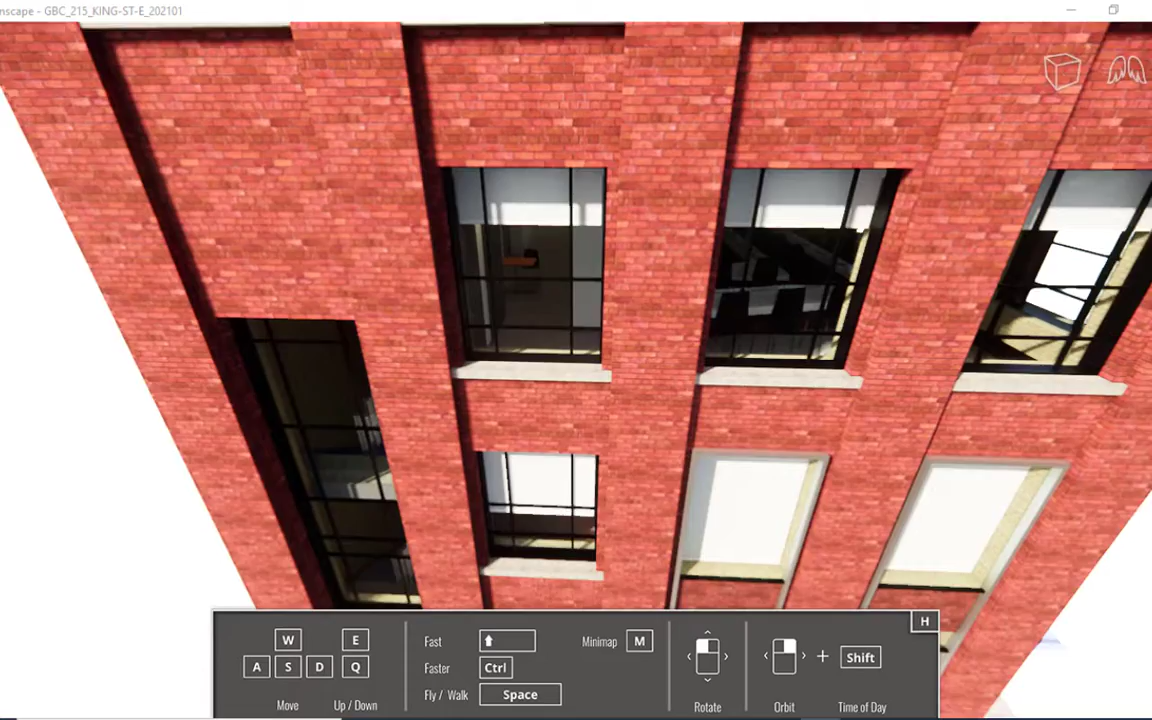 nscape - GBC_215_KING-ST-E_202101
H
W E
A S D Q
Move Up / Down
Fast
Faster Ctrl
Fly / Walk Space
Minimap M
Rotate
Orbit
+ Shift
Time of Day